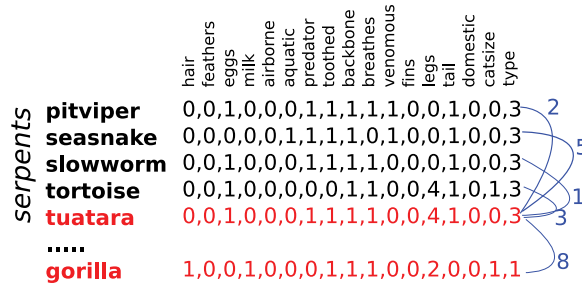 hair
feathers
eggs
milk
airborne
aquatic
predator
toothed
backbone
breathes
venomous
fins
legs
tail
domestic
catsize
type
serpents
pitviper 0,0,1,0,0,0,1,1,1,1,1,0,0,1,0,0,3
seasnake 0,0,0,0,0,1,1,1,1,0,1,0,0,1,0,0,3
slowworm 0,0,1,0,0,0,1,1,1,1,0,0,0,1,0,0,3
tortoise 0,0,1,0,0,0,0,0,1,1,0,0,4,1,0,1,3
tuatara 0,0,1,0,0,0,1,1,1,1,0,0,4,1,0,0,3
.....
gorilla 1,0,0,1,0,0,0,1,1,1,0,0,2,0,0,1,1
2
5
1
3
8